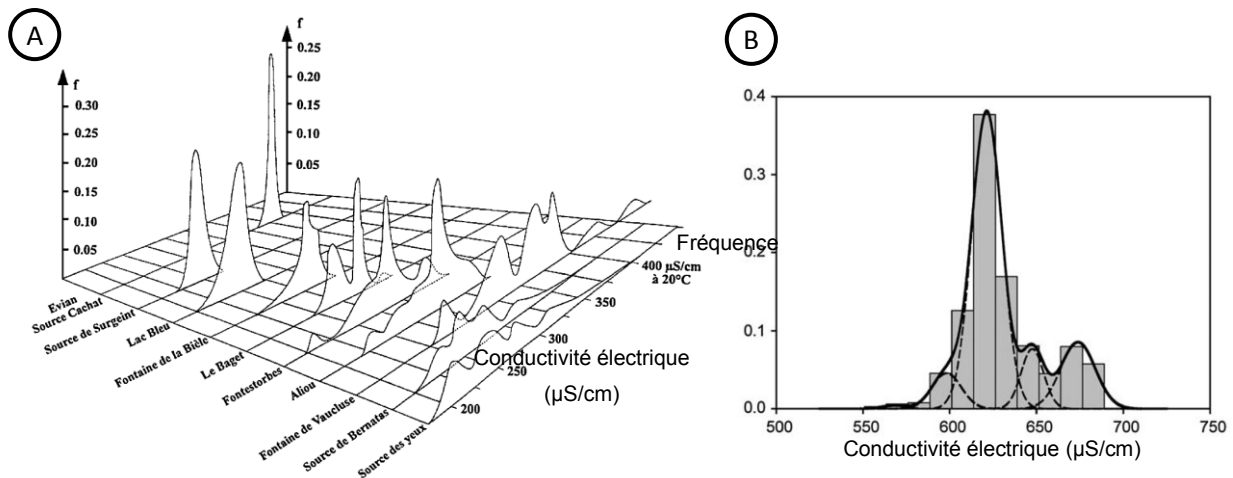 A
f
0.30
0.25
0.20
0.15
0.10
0.05
f
0.25
0.20
0.15
0.10
0.05
Evian
Source Cachat
Source de Surgeint
Lac Bleu
Fontaine de la Bièle
Le Baget
Fontestorbes
Aliou
Fontaine de Vaucluse
Source de Bernatas
Source des yeux
200
250
300
350
400 µS/cm
à 20°C
Conductivité électrique
(µS/cm)
B
Fréquence
0.4
0.3
0.2
0.1
0.0
500
550
600
650
700
750
Conductivité électrique (µS/cm)